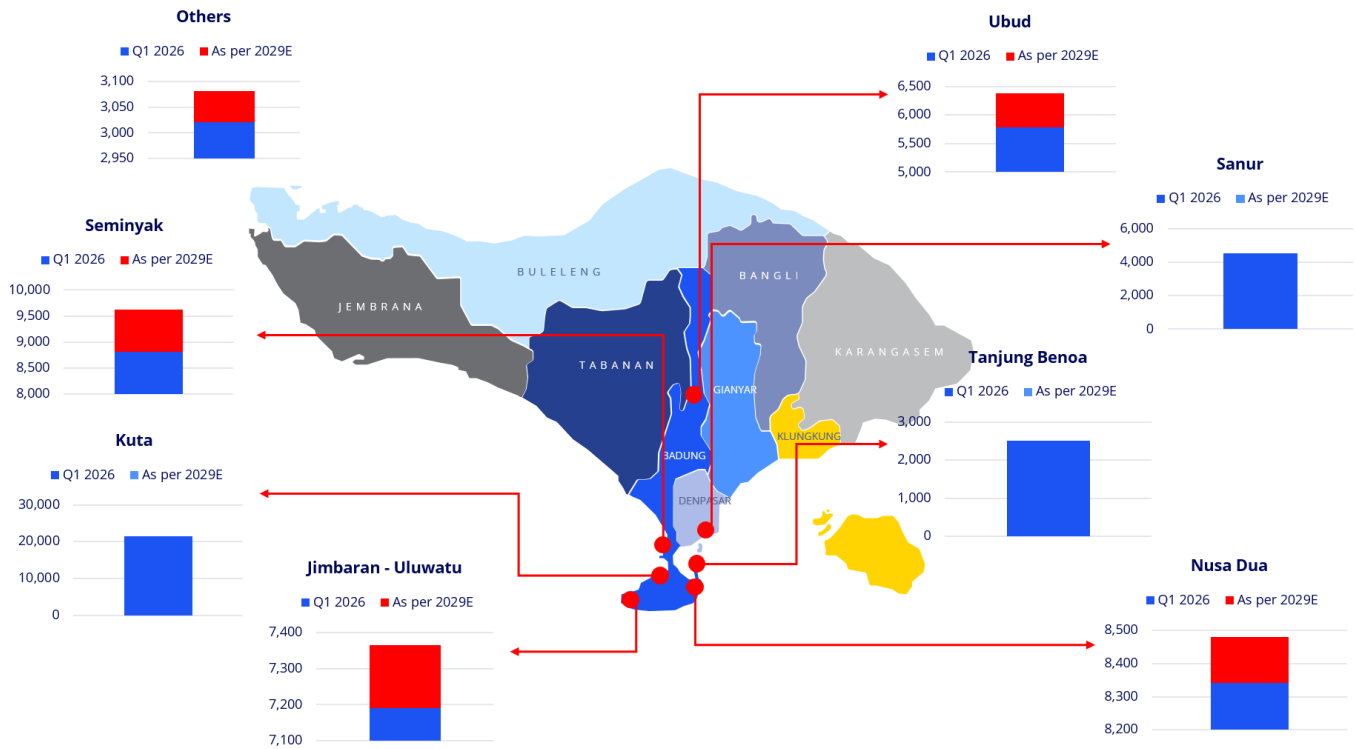 Others
Q1 2026 As per 2029E
3,100
3,050
3,000
2,950
Ubud
Q1 2026 As per 2029E
6,500
6,000
5,500
5,000
Sanur
Q1 2026 As per 2029E
6,000
4,000
2,000
0
Seminyak
Q1 2026 As per 2029E
10,000
9,500
9,000
8,500
8,000
BULELENG
BANGLI
JEMBRANA
KARANGASEM
TABANAN
GIANYAR
KLUNGKUNG
BADUNG
DENPASAR
Tanjung Benoa
Q1 2026 As per 2029E
3,000
2,000
1,000
0
Kuta
Q1 2026 As per 2029E
30,000
20,000
10,000
0
Jimbaran - Uluwatu
Q1 2026 As per 2029E
7,400
7,300
7,200
7,100
Nusa Dua
Q1 2026 As per 2029E
8,500
8,400
8,300
8,200